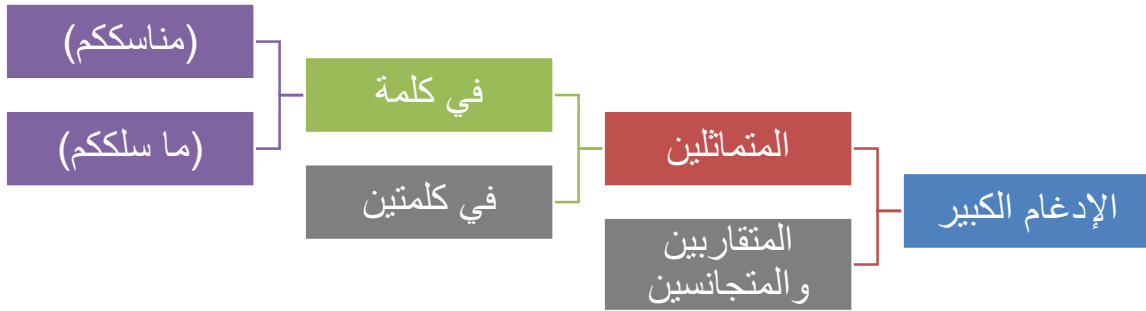 الإدغام الكبير
المتماثلين
المتقاربين
والمتجانسين
في كلمة
في كلمتين
(مناسككم)
(ما سلككم)